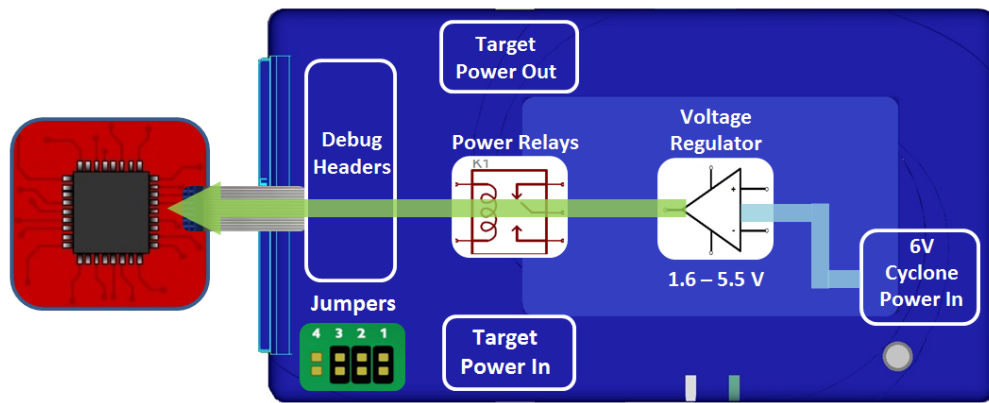 Target
Power Out
Debug
Headers
Power Relays
K1
Voltage
Regulator
+
-
1.6 – 5.5 V
6V
Cyclone
Power In
Jumpers
4 3 2 1
Target
Power In